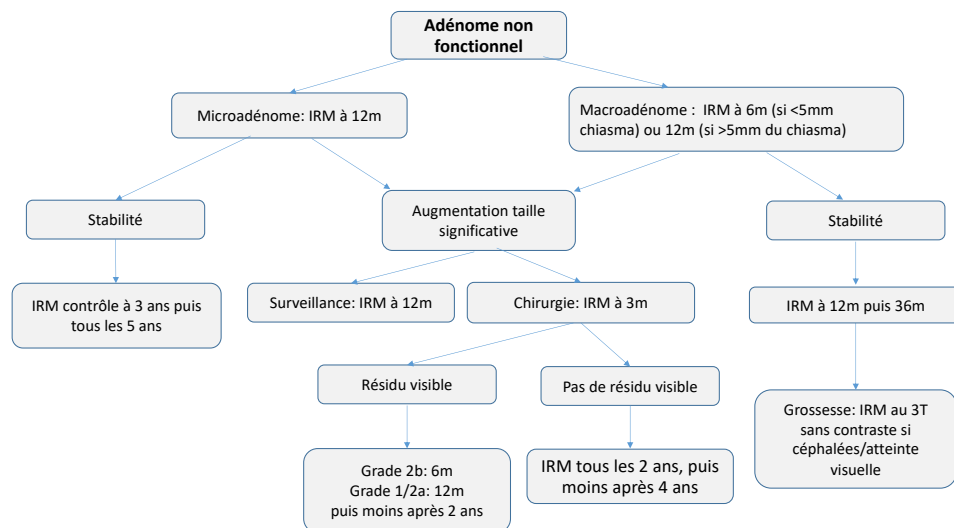 Adénome non
fonctionnel
Microadénome: IRM à 12m
Macroadénome :  IRM à 6m (si <5mm
chiasma) ou 12m (si >5mm du chiasma)
Stabilité
Augmentation taille
significative
Stabilité
IRM contrôle à 3 ans puis
tous les 5 ans
Surveillance: IRM à 12m
Chirurgie: IRM à 3m
IRM à 12m puis 36m
Résidu visible
Pas de résidu visible
Grossesse: IRM au 3T
sans contraste si
céphalées/atteinte
visuelle
Grade 2b: 6m
Grade 1/2a: 12m
puis moins après 2 ans
IRM tous les 2 ans, puis
moins après 4 ans